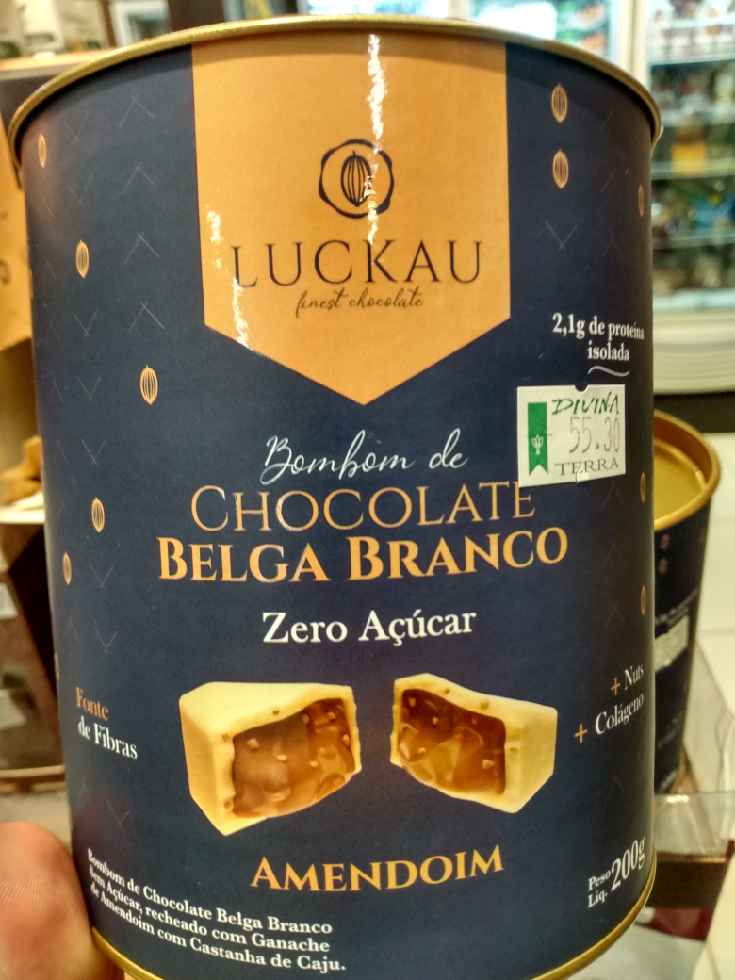 LUCKAU
finest chocolate
2,1g de proteína
isolada
DIVINA
55.30
TERRA
Bombom de
CHOCOLATE
BELGA BRANCO
Zero Açúcar
Fonte
de Fibras
+ Nuts
+ Colágeno
AMENDOIM
Bombom de Chocolate Belga Branco
Sem Açúcar, recheado com Ganache
de Amendoim com Castanha de Caju.
Peso
Liq. 200g